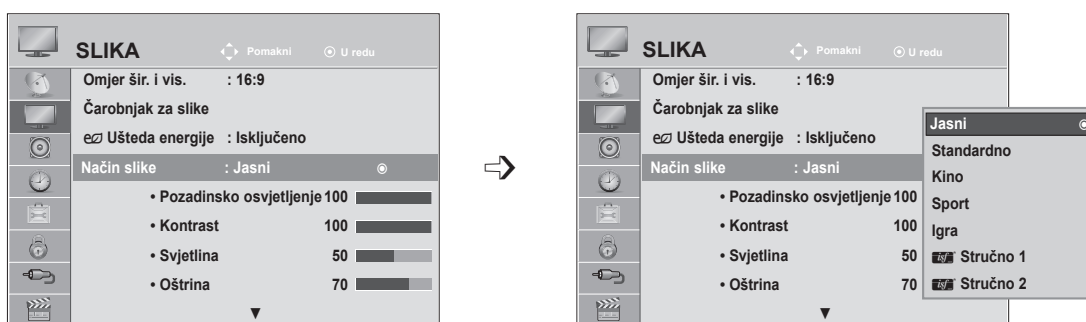 SLIKA Pomakni U redu
Omjer šir. i vis. : 16:9
Čarobnjak za slike
e Ušteda energije : Isključeno
Način slike : Jasni
• Pozadinsko osvjetljenje 100
• Kontrast 100
• Svjetlina 50
• Oštrina 70
SLIKA Pomakni U redu
Omjer šir. i vis. : 16:9
Čarobnjak za slike
e Ušteda energije : Isključeno
Način slike : Jasni
• Pozadinsko osvjetljenje 100
• Kontrast 100
• Svjetlina 50
• Oštrina 70
Jasni
Standardno
Kino
Sport
Igra
isf Stručno 1
isf Stručno 2